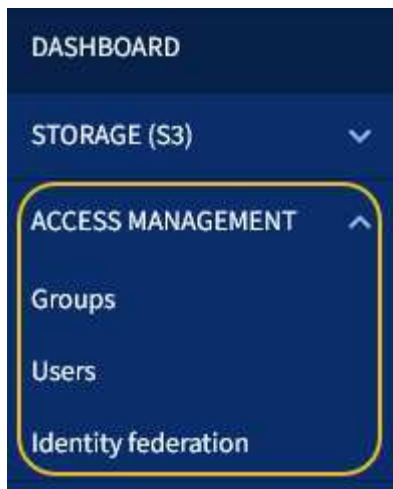 DASHBOARD
STORAGE (S3)
ACCESS MANAGEMENT
Groups
Users
Identity federation